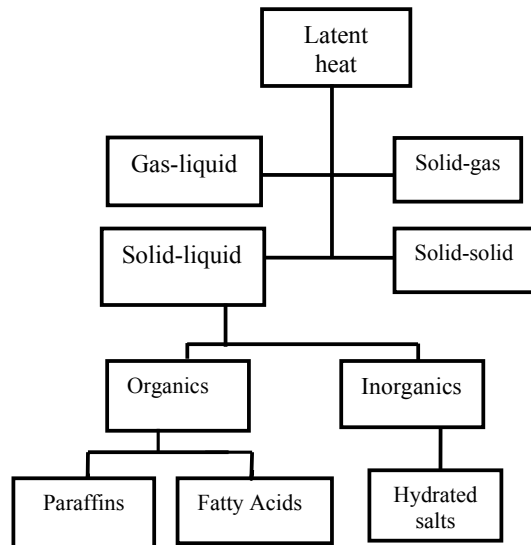 Latent
heat
Gas-liquid
Solid-gas
Solid-liquid
Solid-solid
Organics
Inorganics
Paraffins
Fatty Acids
Hydrated
salts